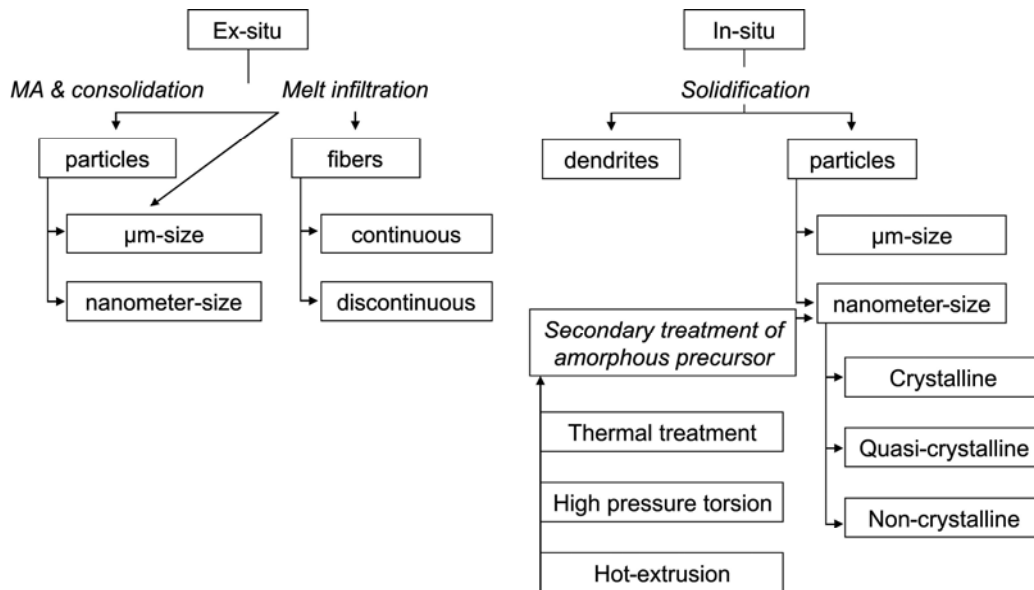 Ex-situ
MA & consolidation
Melt infiltration
particles
fibers
µm-size
continuous
nanometer-size
discontinuous
In-situ
Solidification
dendrites
particles
µm-size
nanometer-size
Secondary treatment of
amorphous precursor
Crystalline
Thermal treatment
Quasi-crystalline
High pressure torsion
Non-crystalline
Hot-extrusion